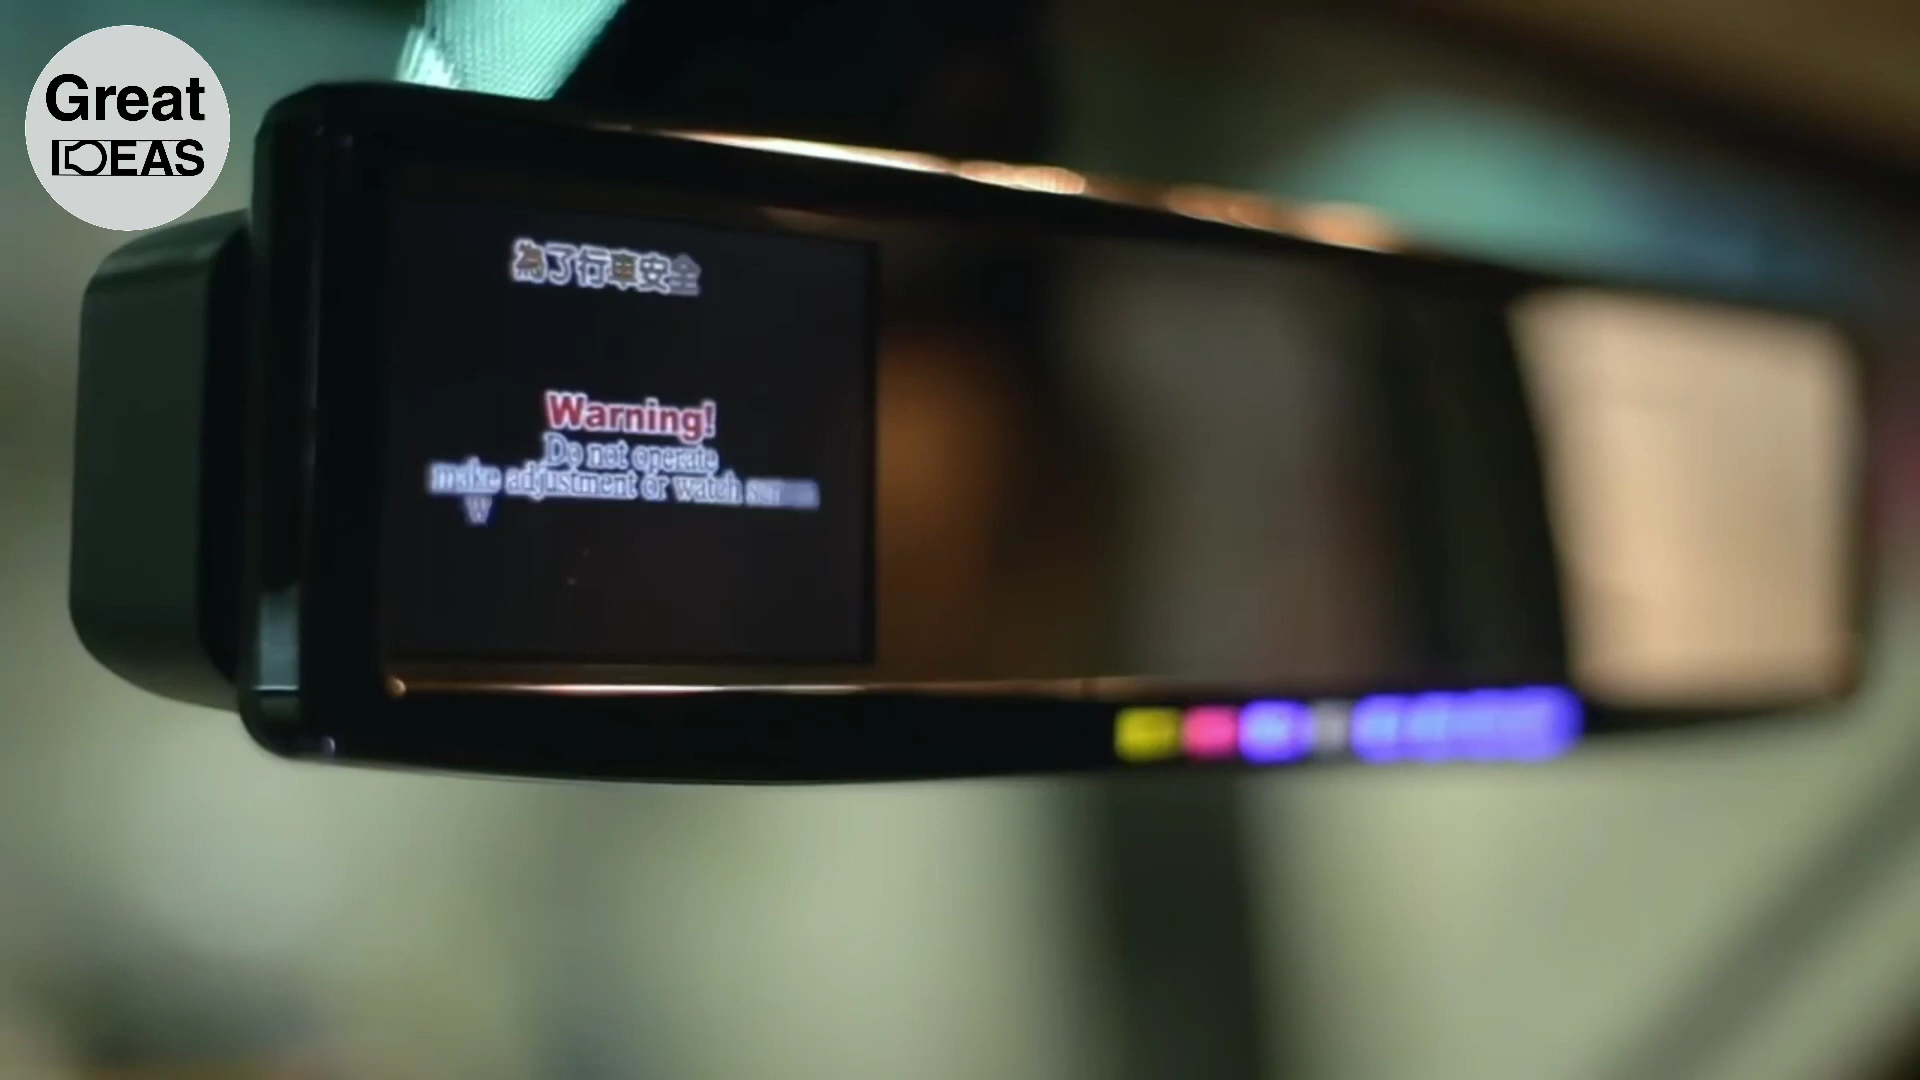 Great
IDEAS
為了行車安全
Warning!
Do not operate
make adjustment or watch
W